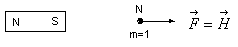 N S
N
m=1
F⃗ = H⃗